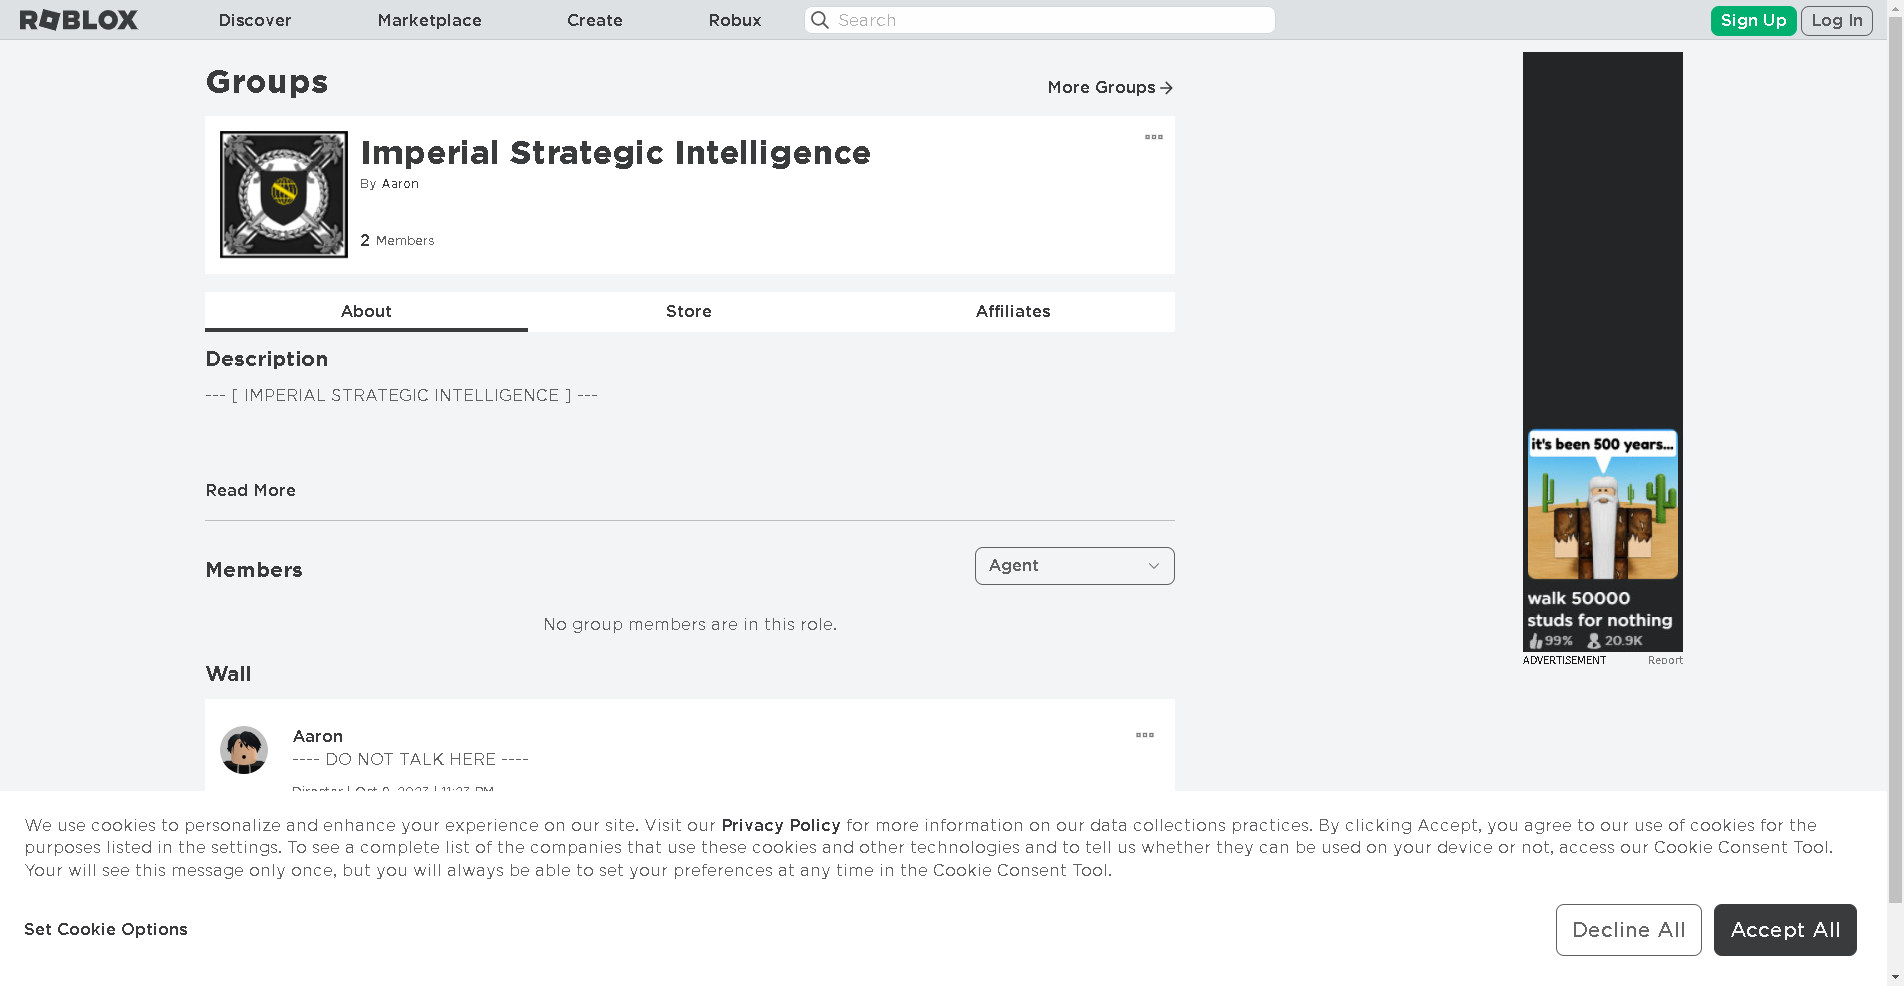 ROBLOX
Discover
Marketplace
Create
Robux
Search
Sign Up
Log In
Groups
More Groups
Imperial Strategic Intelligence
By Aaron
2 Members
About
Store
Affiliates
Description
--- [ IMPERIAL STRATEGIC INTELLIGENCE ] ---
Read More
Members
Agent
No group members are in this role.
Wall
Aaron
---- DO NOT TALK HERE ----
Director | Oct 9, 2023 | 11:23 PM
it's been 500 years...
walk 50000
studs for nothing
99% 20.9K
ADVERTISEMENT
Report
We use cookies to personalize and enhance your experience on our site. Visit our Privacy Policy for more information on our data collections practices. By clicking Accept, you agree to our use of cookies for the
purposes listed in the settings. To see a complete list of the companies that use these cookies and other technologies and to tell us whether they can be used on your device or not, access our Cookie Consent Tool.
Your will see this message only once, but you will always be able to set your preferences at any time in the Cookie Consent Tool.
Set Cookie Options
Decline All
Accept All